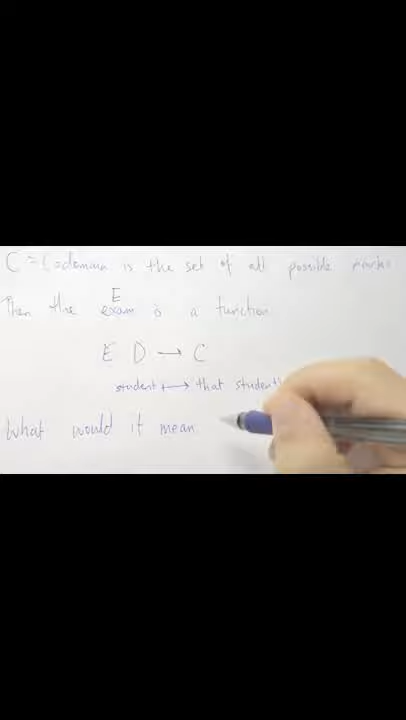 C = Codomain is the set of all possible marks
Then the exam E is a function
E D → C
student ↦ that student
What would it mean